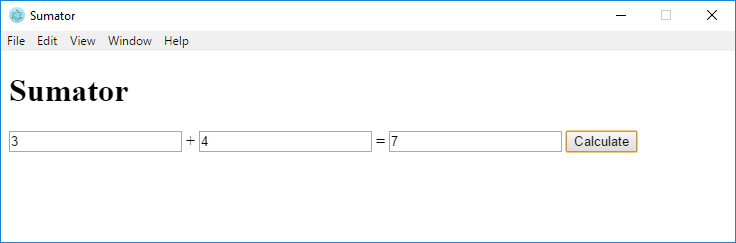 Sumator
File Edit View Window Help
Sumator
3 + 4 = 7 Calculate